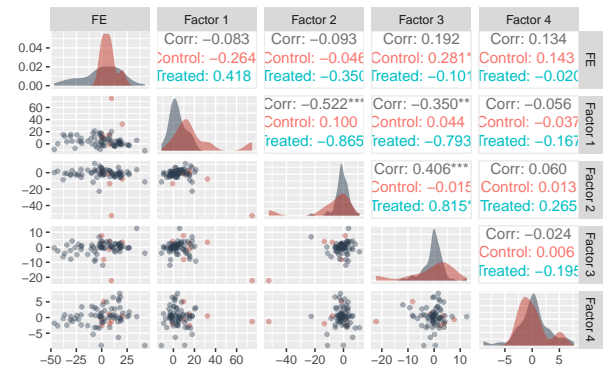 FE Factor 1 Factor 2 Factor 3 Factor 4
0.04
0.02
0.00
Corr: −0.083
Control: −0.264
Treated: 0.418
Corr: −0.093
Control: −0.046
Treated: −0.350
Corr: 0.192
Control: 0.281*
Treated: −0.101
Corr: 0.134
Control: 0.143
Treated: −0.020
FE
60
40
20
0
Corr: −0.522***
Control: 0.100
Treated: −0.865
Corr: −0.350**
Control: 0.044
Treated: −0.793
Corr: −0.056
Control: −0.037
Treated: −0.167
Factor 1
0
−20
−40
Corr: 0.406***
Control: −0.015
Treated: 0.815*
Corr: 0.060
Control: 0.013
Treated: 0.265
Factor 2
10
0
−10
−20
Corr: −0.024
Control: 0.006
Treated: −0.195
Factor 3
5
0
−5
Factor 4
−50 −25 0 25 0 20 40 60 −40 −20 0 −20 −10 0 10 −5 0 5